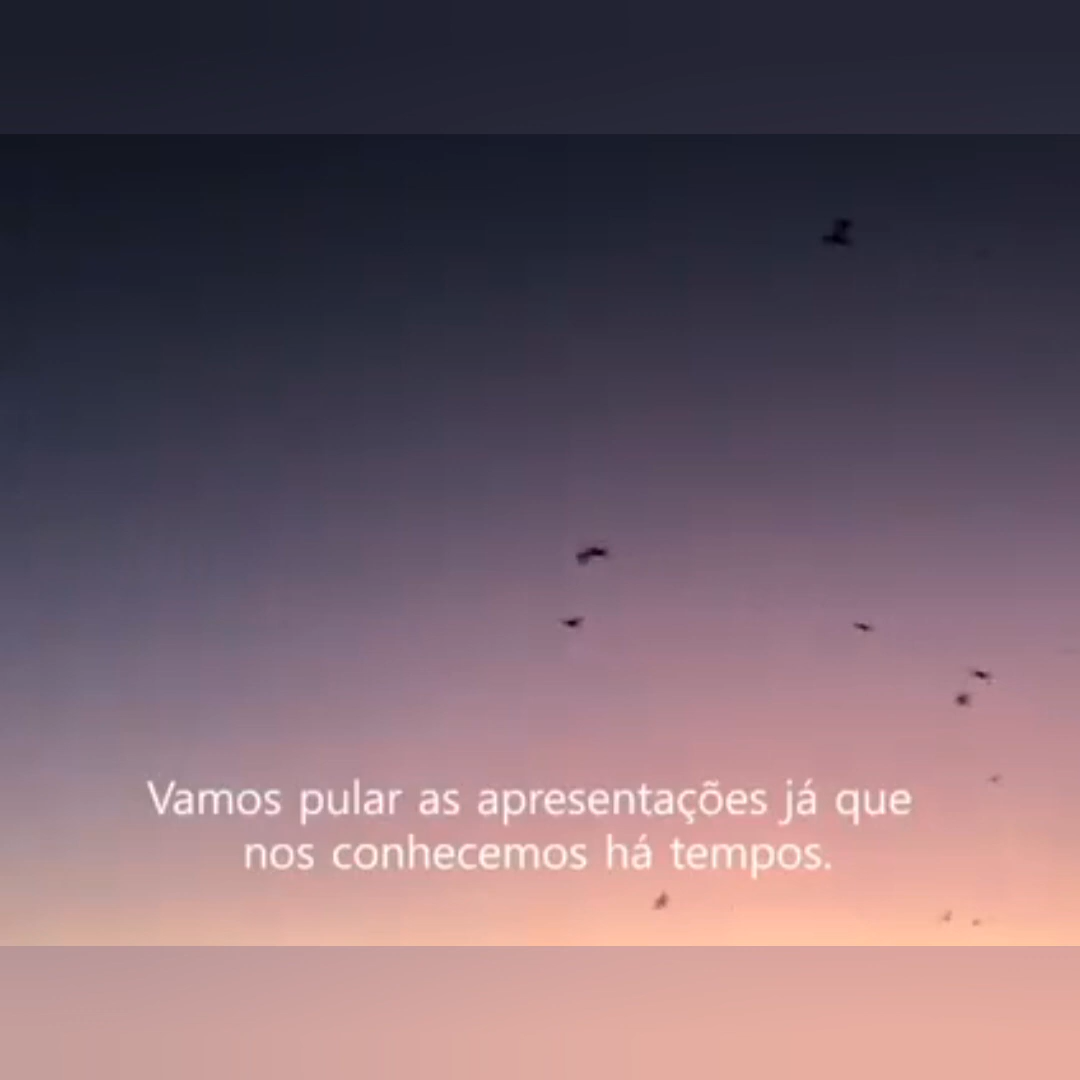 Vamos pular as apresentações já que
nos conhecemos há tempos.